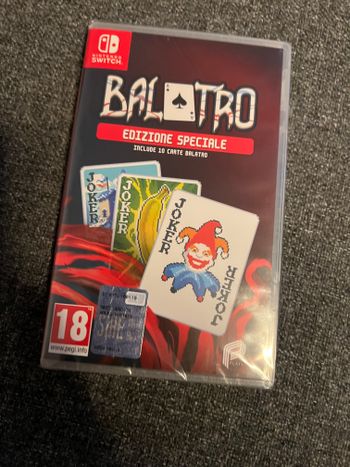 NINTENDO
SWITCH
BALATRO
A
EDIZIONE SPECIALE
INCLUDE 10 CARTE BALATRO
JOKER
JOKER
JOKER
JOKER
18
www.pegi.info